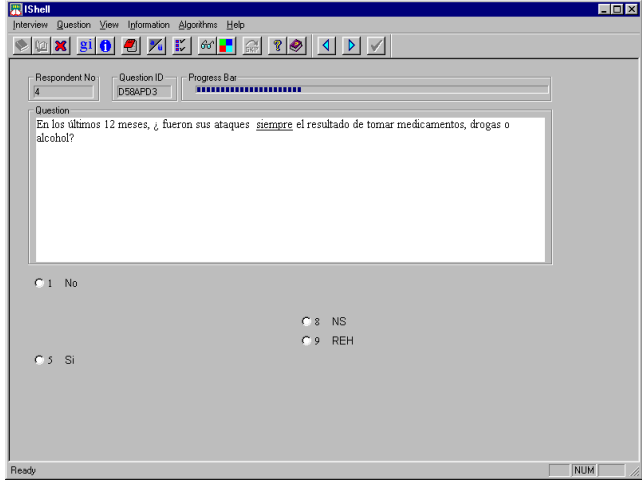 IShell
Interview Question View Information Algorithms Help
gi
SKIP
Respondent No Question ID Progress Bar
4 D58APD3
Question
En los últimos 12 meses, ¿ fueron sus ataques siempre el resultado de tomar medicamentos, drogas o
alcohol?
1 No
8 NS
9 REH
5 Si
Ready NUM